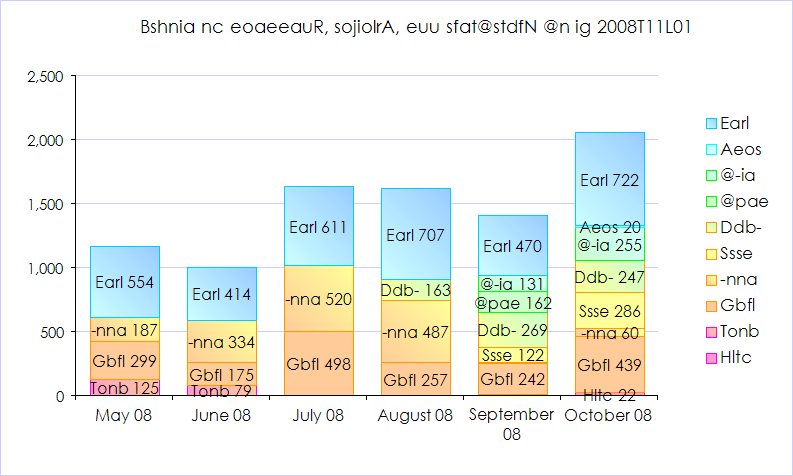 Bshnia nc eoaeeauR, sojiolrA, euu sfat@stdfN @n ig 2008T11L01
2,500
2,000
1,500
1,000
500
0
Earl 554
-nna 187
Gbfl 299
Tonb 125
Earl 414
-nna 334
Gbfl 175
Tonb 79
Earl 611
-nna 520
Gbfl 498
Earl 707
Ddb- 163
-nna 487
Gbfl 257
Earl 470
@-ia 131
@pae 162
Ddb- 269
Ssse 122
Gbfl 242
Earl 722
Aeos 20
@-ia 255
Ddb- 247
Ssse 286
-nna 60
Gbfl 439
Hltc 22
May 08
June 08
July 08
August 08
September
08
October 08
Earl
Aeos
@-ia
@pae
Ddb-
Ssse
-nna
Gbfl
Tonb
Hltc